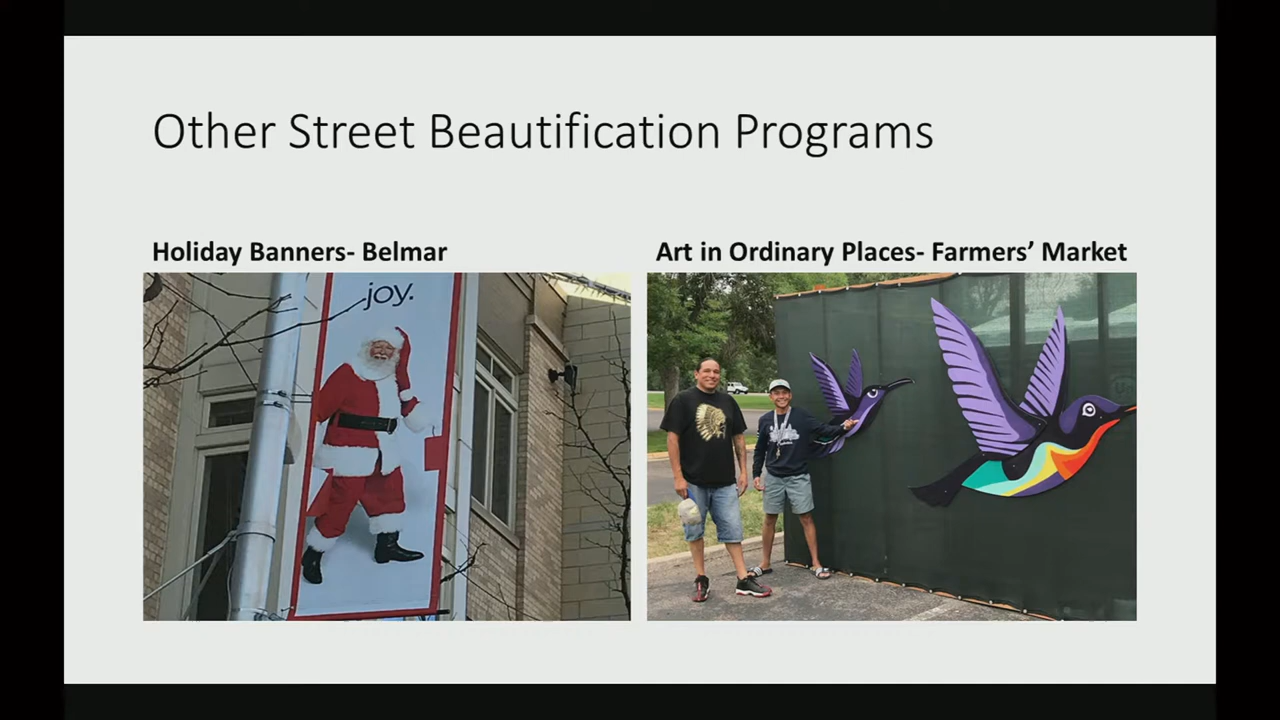 Other Street Beautification Programs
Holiday Banners- Belmar
Art in Ordinary Places- Farmers’ Market
joy.